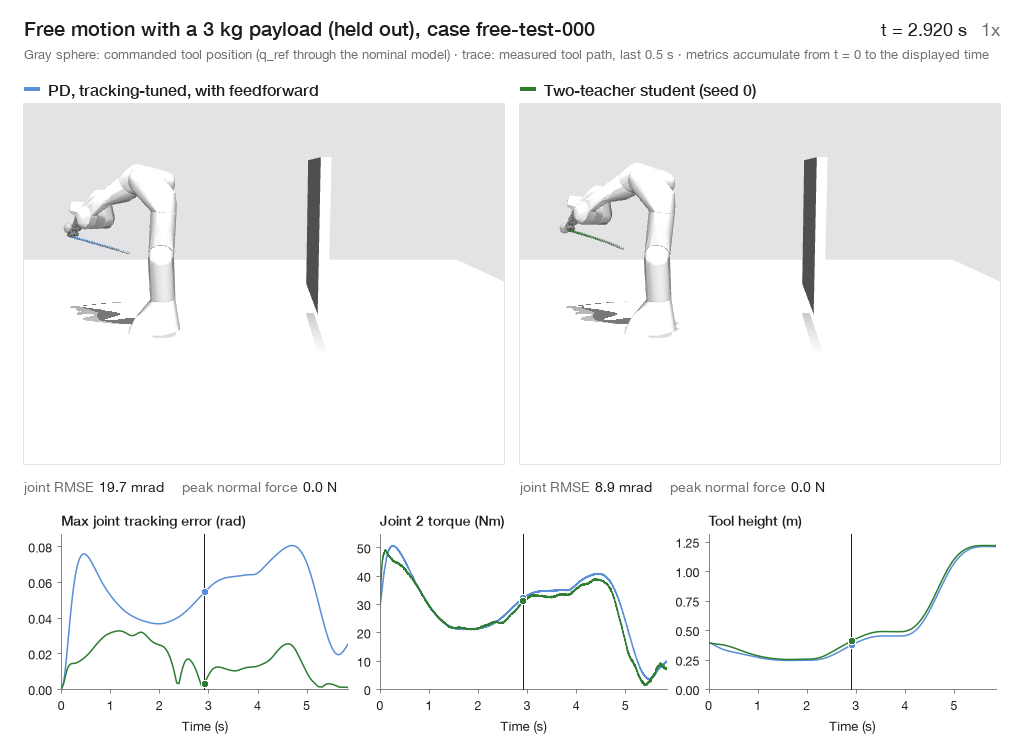 Free motion with a 3 kg payload (held out), case free-test-000
t = 2.920 s 1x
Gray sphere: commanded tool position (q_ref through the nominal model) · trace: measured tool path, last 0.5 s · metrics accumulate from t = 0 to the displayed time
PD, tracking-tuned, with feedforward
Two-teacher student (seed 0)
joint RMSE 19.7 mrad peak normal force 0.0 N
joint RMSE 8.9 mrad peak normal force 0.0 N
Max joint tracking error (rad)
0.08
0.06
0.04
0.02
0.00
0 1 2 3 4 5
Time (s)
Joint 2 torque (Nm)
50
40
30
20
10
0
0 1 2 3 4 5
Time (s)
Tool height (m)
1.25
1.00
0.75
0.50
0.25
0.00
0 1 2 3 4 5
Time (s)